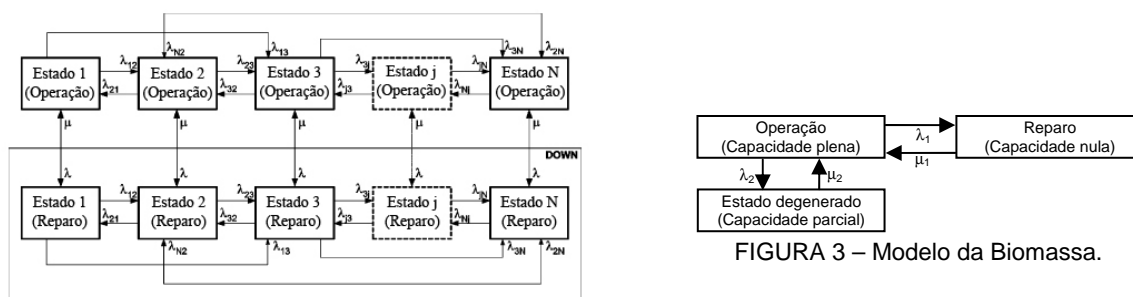 λN2
λ13
λ3N
λ2N
Estado 1
(Operação)
λ12
λ21
Estado 2
(Operação)
λ23
λ32
Estado 3
(Operação)
λ3j
λj3
Estado j
(Operação)
λjN
λNj
Estado N
(Operação)
μ
μ
μ
μ
μ
DOWN
λ
λ
λ
λ
λ
Estado 1
(Reparo)
λ12
λ21
Estado 2
(Reparo)
λ23
λ32
Estado 3
(Reparo)
λ3j
λj3
Estado j
(Reparo)
λjN
λNj
Estado N
(Reparo)
λN2
λ13
λ3N
λ2N
Operação
(Capacidade plena)
λ1
μ1
Reparo
(Capacidade nula)
λ2
μ2
Estado degenerado
(Capacidade parcial)
FIGURA 3 – Modelo da Biomassa.